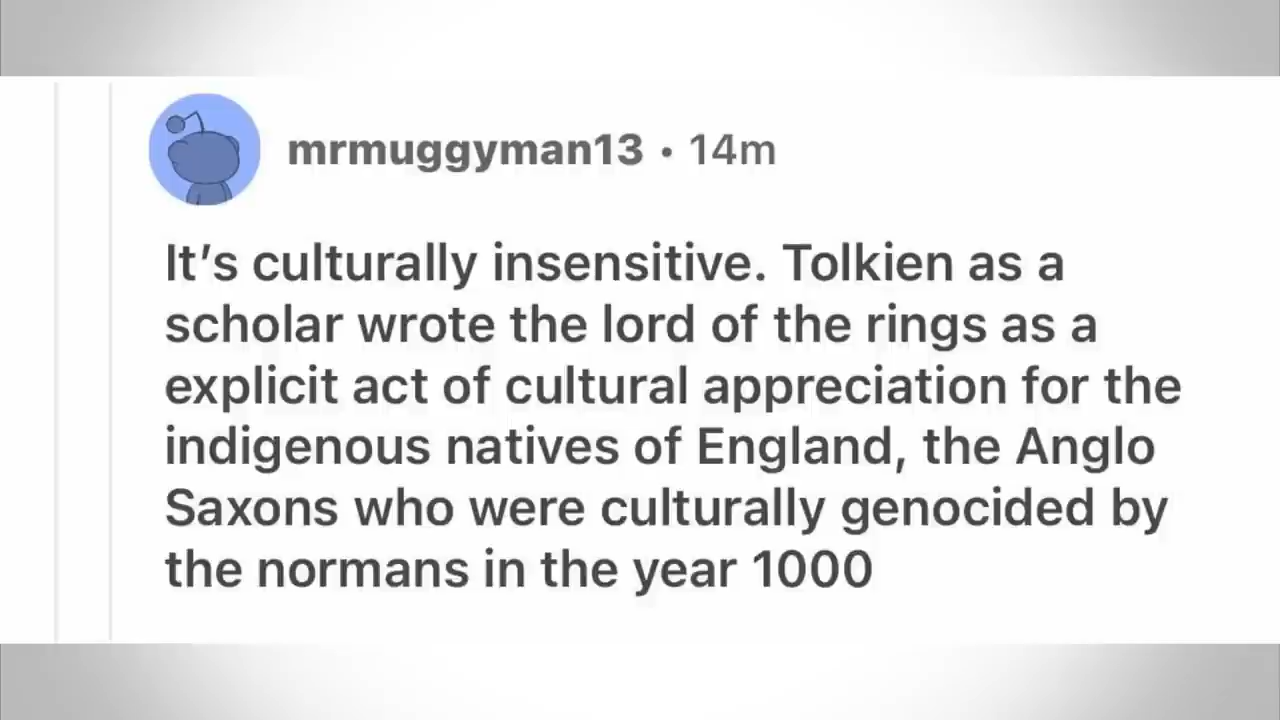 mrmuggyman13 • 14m
It’s culturally insensitive. Tolkien as a
scholar wrote the lord of the rings as a
explicit act of cultural appreciation for the
indigenous natives of England, the Anglo
Saxons who were culturally genocided by
the normans in the year 1000